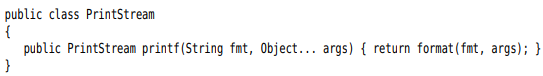 public class PrintStream
{
   public PrintStream printf(String fmt, Object... args) { return format(fmt, args); }
}